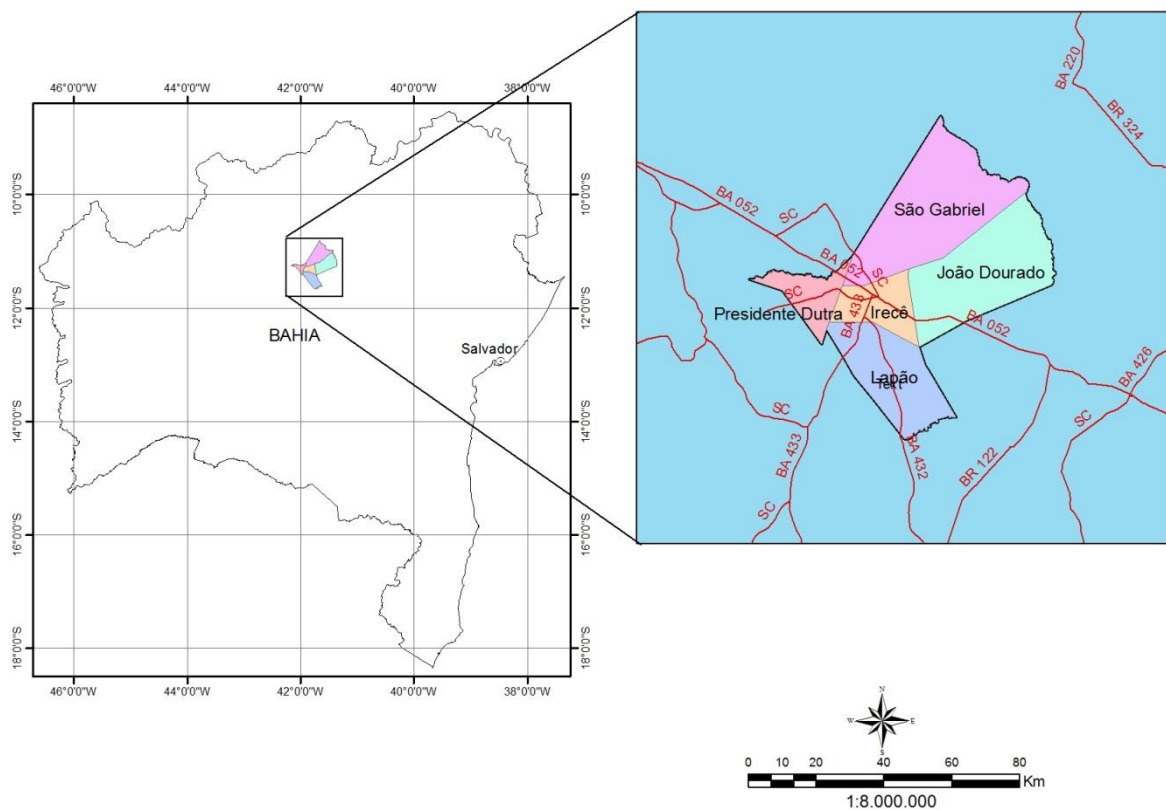 46°0'0"W 44°0'0"W 42°0'0"W 40°0'0"W 38°0'0"W
10°0'0"S
12°0'0"S
14°0'0"S
16°0'0"S
18°0'0"S
BAHIA
Salvador
10°0'0"S
12°0'0"S
14°0'0"S
16°0'0"S
18°0'0"S
46°0'0"W 44°0'0"W 42°0'0"W 40°0'0"W 38°0'0"W
BA 220
BR 324
BA 052
SC
São Gabriel
BA 052
SC
João Dourado
SC
Presidente Dutra
BA 433
Irecê
BA 052
Lapão
Text
BA 426
SC
SC
BA 433
BA 432
BR 122
SC
N
W E
S
0 10 20 40 60 80
Km
1:8.000.000